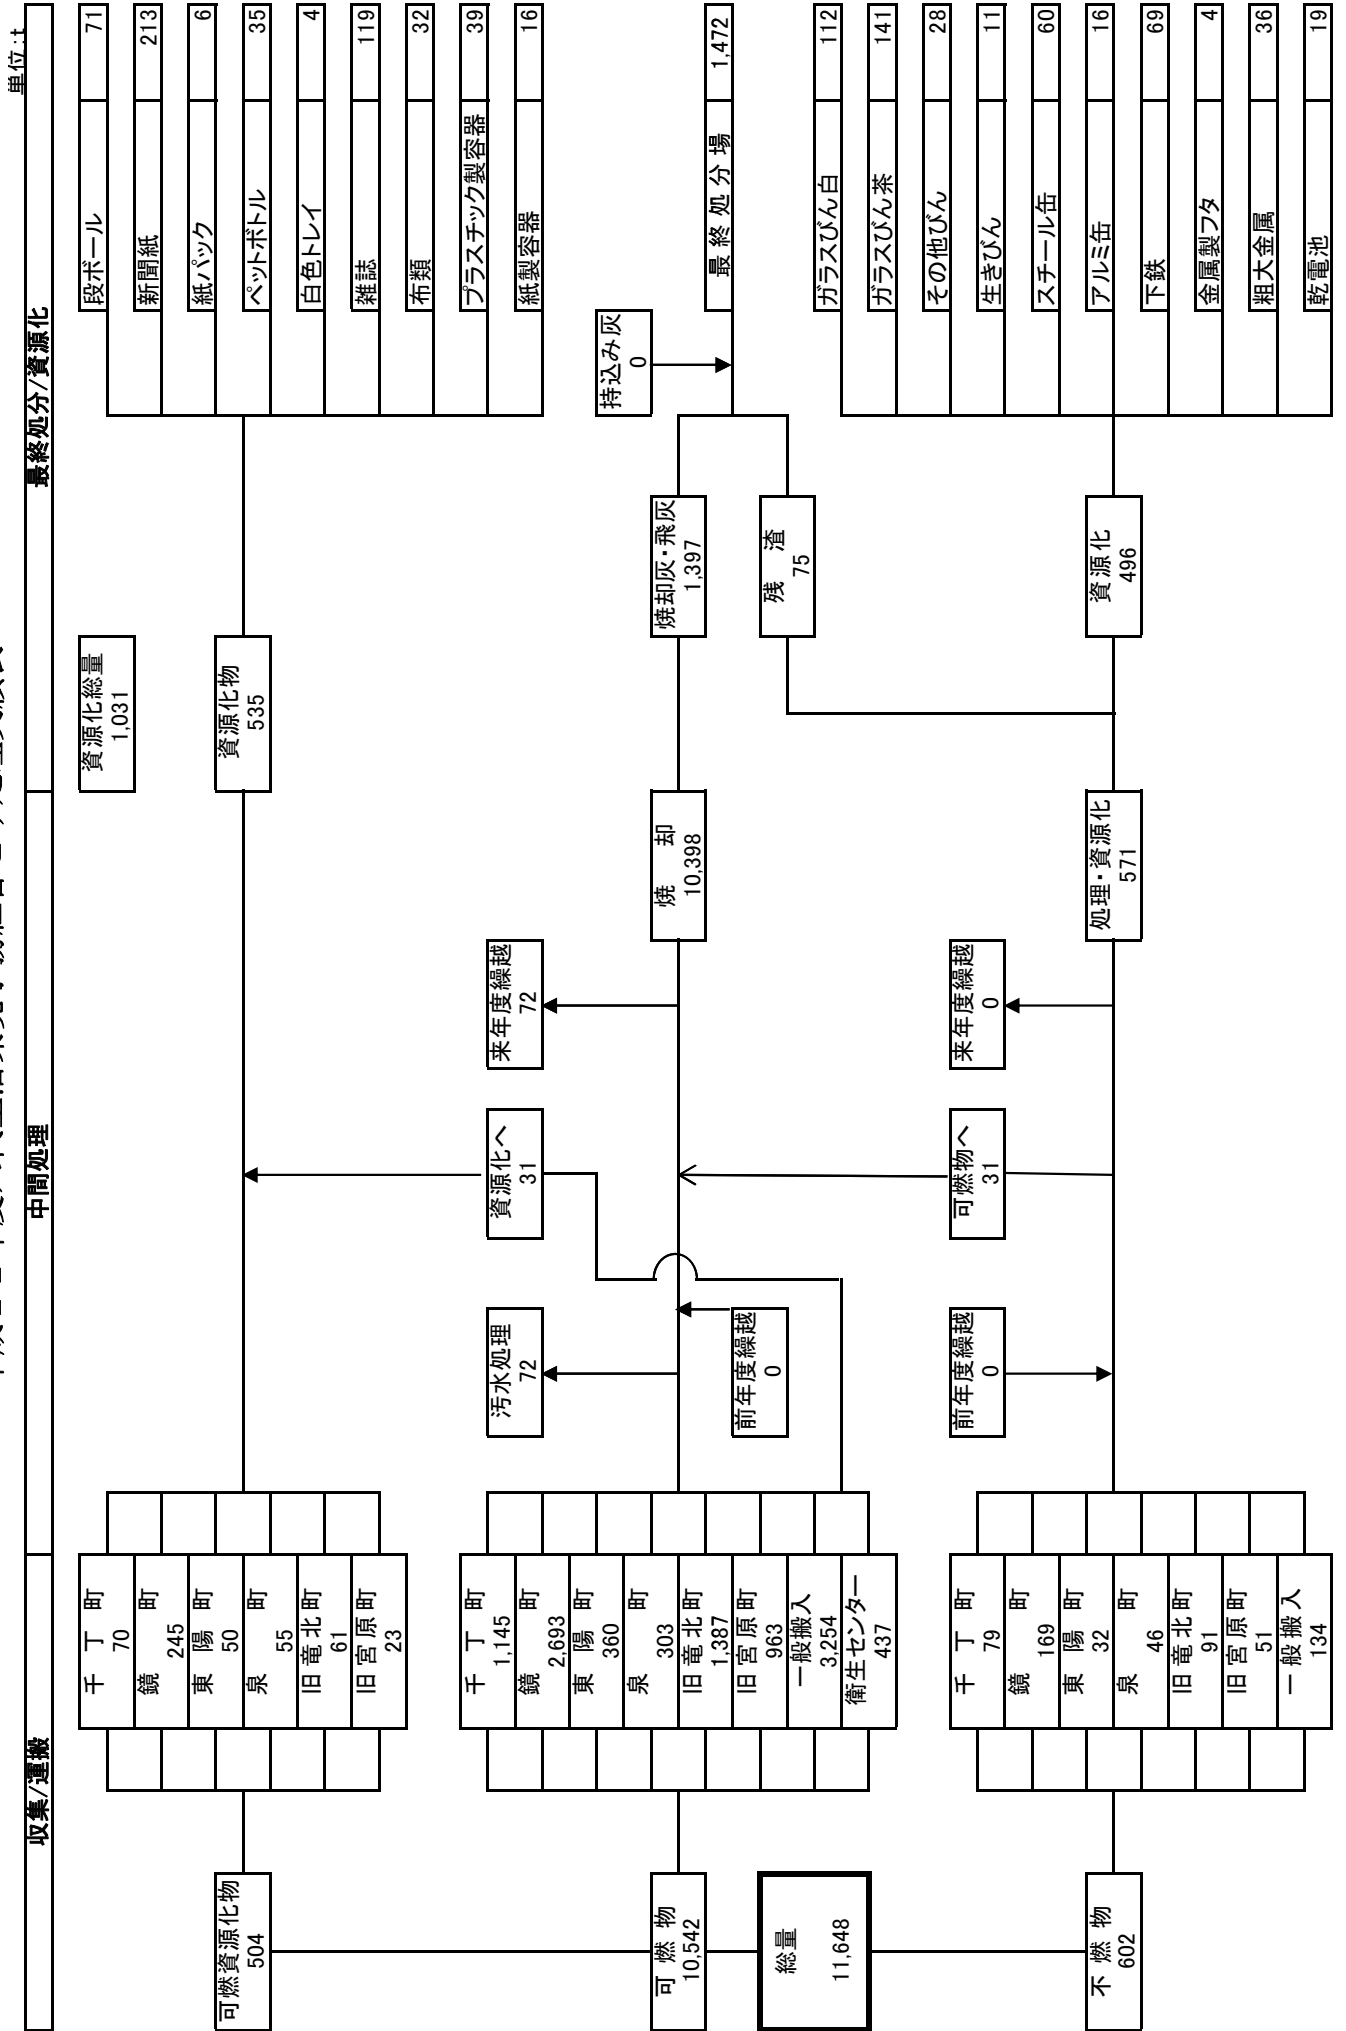 単位:t
収集/運搬
中間処理
最終処分/資源化
可燃資源化物
504
千丁町
70
鏡町
245
東陽町
50
泉町
55
旧竜北町
61
旧宮原町
23
資源化総量
1,031
資源化物
535
段ボール 71
新聞紙 213
紙パック 6
ペットボトル 35
白色トレイ 4
雑誌 119
布類 32
プラスチック製容器 39
紙製容器 16
可燃物
10,542
千丁町
1,145
鏡町
2,693
東陽町
360
泉町
303
旧竜北町
1,387
旧宮原町
963
一般搬入
3,254
衛生センター
437
汚水処理
72
資源化へ
31
来年度繰越
72
前年度繰越
0
焼却
10,398
焼却灰・飛灰
1,397
残渣
75
持込み灰
0
最終処分場 1,472
総量
11,648
不燃物
602
千丁町
79
鏡町
169
東陽町
32
泉町
46
旧竜北町
91
旧宮原町
51
一般搬入
134
前年度繰越
0
可燃物へ
31
来年度繰越
0
処理・資源化
571
資源化
496
ガラスびん白 112
ガラスびん茶 141
その他びん 28
生きびん 11
スチール缶 60
アルミ缶 16
下鉄 69
金属製フタ 4
粗大金属 36
乾電池 19